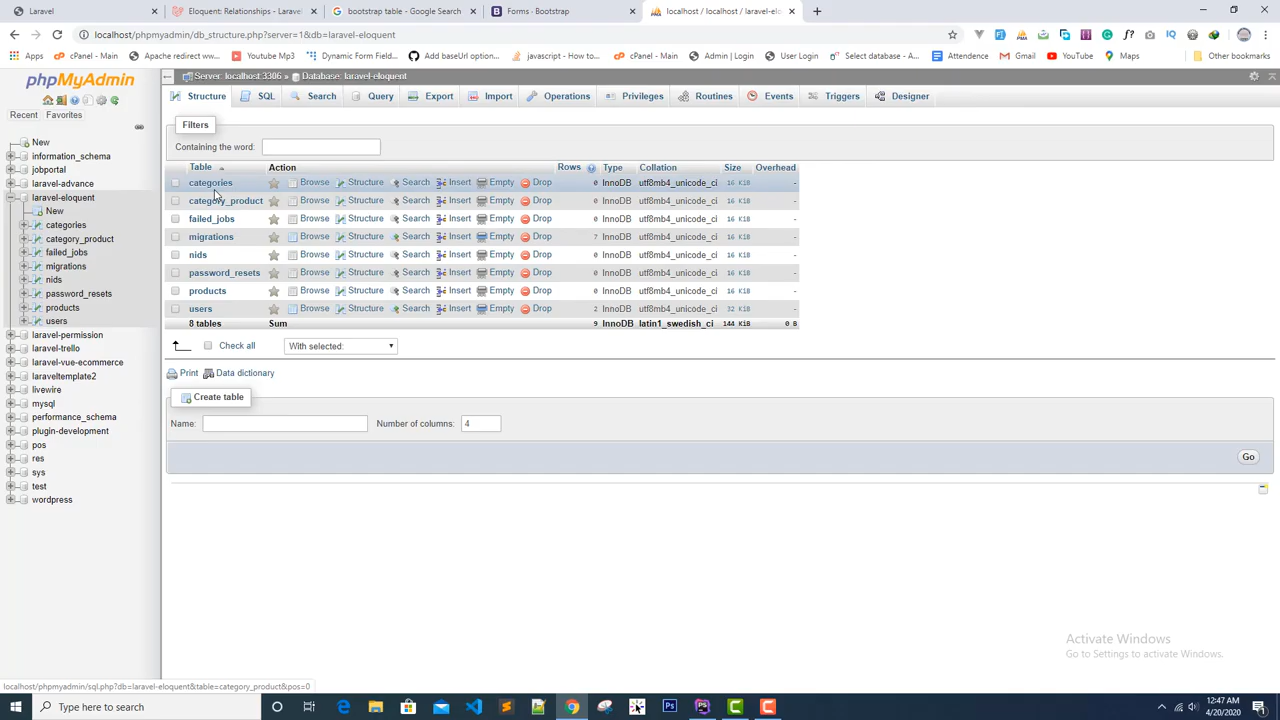 Laravel
Eloquent: Relationships - Laravel
bootstrap table - Google Search
Forms · Bootstrap
localhost / localhost / laravel-elo
localhost/phpmyadmin/db_structure.php?server=1&db=laravel-eloquent
Apps
cPanel - Main
Apache redirect www
Youtube Mp3
Dynamic Form Field
Add baseUrl option..
javascript - How to...
cPanel - Main
Admin | Login
User Login
Select database - A...
Attendence
Gmail
YouTube
Maps
Other bookmarks
phpMyAdmin
Recent
Favorites
New
information_schema
jobportal
laravel-advance
laravel-eloquent
New
categories
category_product
failed_jobs
migrations
nids
password_resets
products
users
laravel-permission
laravel-trello
laravel-vue-ecommerce
laraveltemplate2
livewire
mysql
performance_schema
plugin-development
pos
res
sys
test
wordpress
Server: localhost:3306 » Database: laravel-eloquent
Structure SQL Search Query Export Import Operations Privileges Routines Events Triggers Designer
Filters
Containing the word:
Table Action Rows Type Collation Size Overhead
categories Browse Structure Search Insert Empty Drop 0 InnoDB utf8mb4_unicode_ci 16 KiB -
category_product Browse Structure Search Insert Empty Drop 0 InnoDB utf8mb4_unicode_ci 16 KiB -
failed_jobs Browse Structure Search Insert Empty Drop 0 InnoDB utf8mb4_unicode_ci 16 KiB -
migrations Browse Structure Search Insert Empty Drop 7 InnoDB utf8mb4_unicode_ci 16 KiB -
nids Browse Structure Search Insert Empty Drop 0 InnoDB utf8mb4_unicode_ci 16 KiB -
password_resets Browse Structure Search Insert Empty Drop 0 InnoDB utf8mb4_unicode_ci 16 KiB -
products Browse Structure Search Insert Empty Drop 0 InnoDB utf8mb4_unicode_ci 16 KiB -
users Browse Structure Search Insert Empty Drop 2 InnoDB utf8mb4_unicode_ci 32 KiB -
8 tables Sum 9 InnoDB latin1_swedish_ci 144 KiB 0 B
Check all With selected:
Print Data dictionary
Create table
Name: Number of columns: 4
Go
Activate Windows
Go to Settings to activate Windows.
localhost/phpmyadmin/sql.php?db=laravel-eloquent&table=category_product&pos=0
Type here to search
12:47 AM
4/20/2020